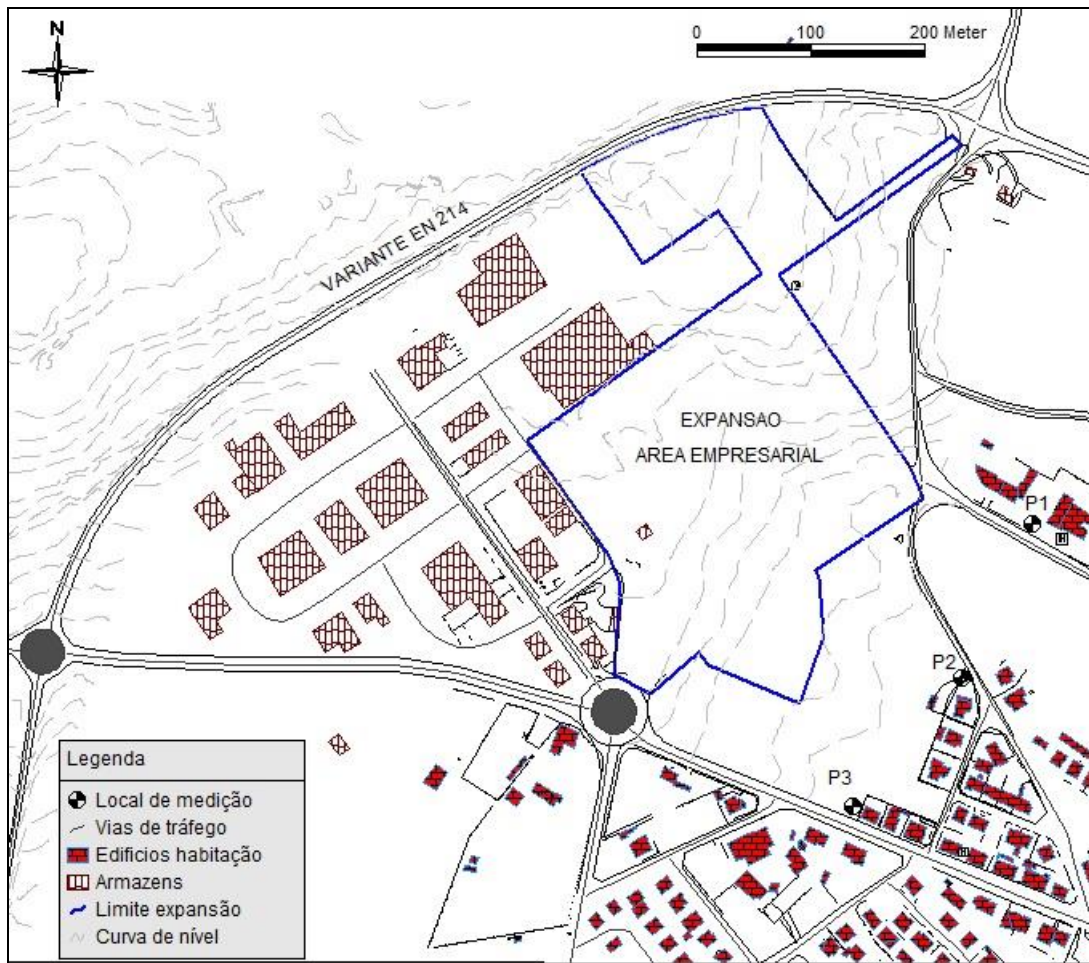 N
0 100 200 Meter
VARIANTE EN 214
EXPANSAO
AREA EMPRESARIAL
P1
H
P2
P3
H
Legenda
Local de medição
Vias de tráfego
Edificios habitação
Armazens
Limite expansão
Curva de nível